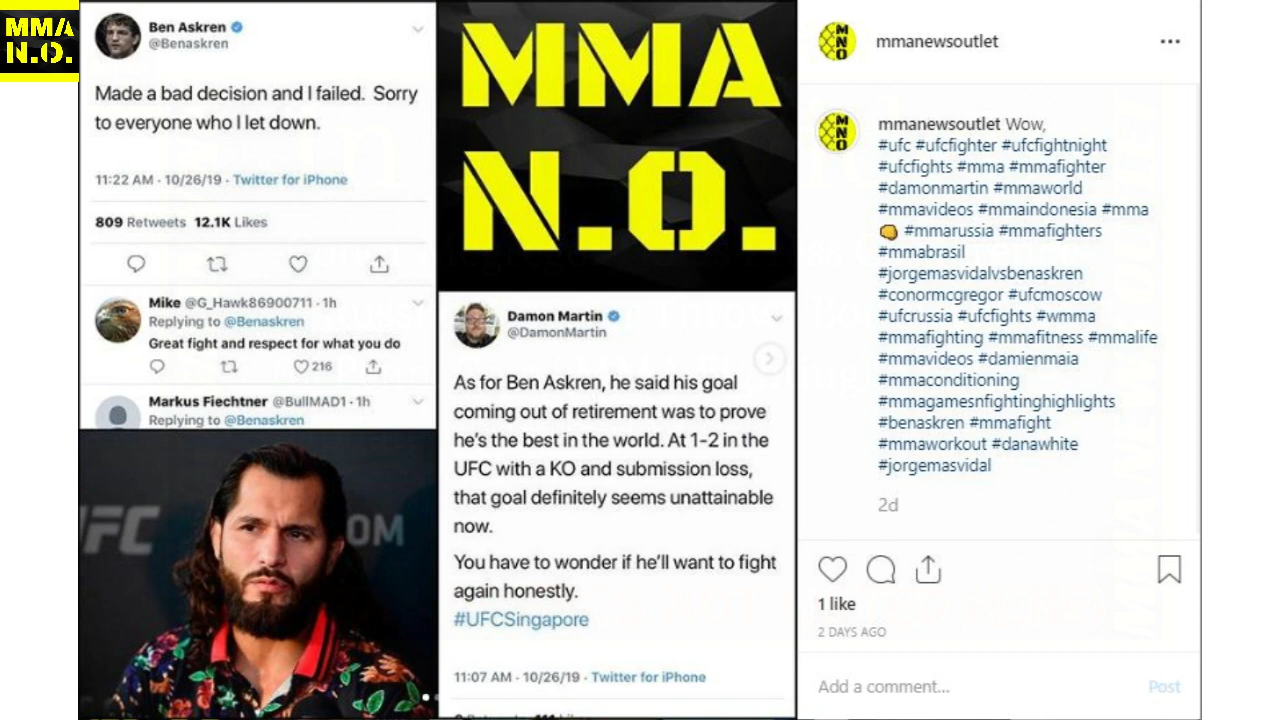 MMA
N.O.
Ben Askren
@Benaskren
Made a bad decision and I failed.  Sorry
to everyone who I let down.
11:22 AM · 10/26/19 · Twitter for iPhone
809 Retweets  12.1K Likes
Mike @G_Hawk86900711 · 1h
Replying to @Benaskren
Great fight and respect for what you do
216
Markus Fiechtner @BullMAD1 · 1h
Replying to @Benaskren
UFC
OM
MMA
N.O.
Damon Martin
@DamonMartin
As for Ben Askren, he said his goal
coming out of retirement was to prove
he's the best in the world. At 1-2 in the
UFC with a KO and submission loss,
that goal definitely seems unattainable
now.
You have to wonder if he'll want to fight
again honestly.
#UFCSingapore
11:07 AM · 10/26/19 · Twitter for iPhone
MNO
mmanewsoutlet
MNO
mmanewsoutlet Wow,
#ufc #ufcfighter #ufcfightnight
#ufcfights #mma #mmafighter
#damonmartin #mmaworld
#mmavideos #mmaindonesia #mma
#mmarussia #mmafighters
#mmabrasil
#jorgemasvidalvsbenaskren
#conormcgregor #ufcmoscow
#ufcrussia #ufcfights #wmma
#mmafighting #mmafitness #mmalife
#mmavideos #damienmaia
#mmaconditioning
#mmagamesnfightinghighlights
#benaskren #mmafight
#mmaworkout #danawhite
#jorgemasvidal
2d
1 like
2 DAYS AGO
Add a comment...
Post